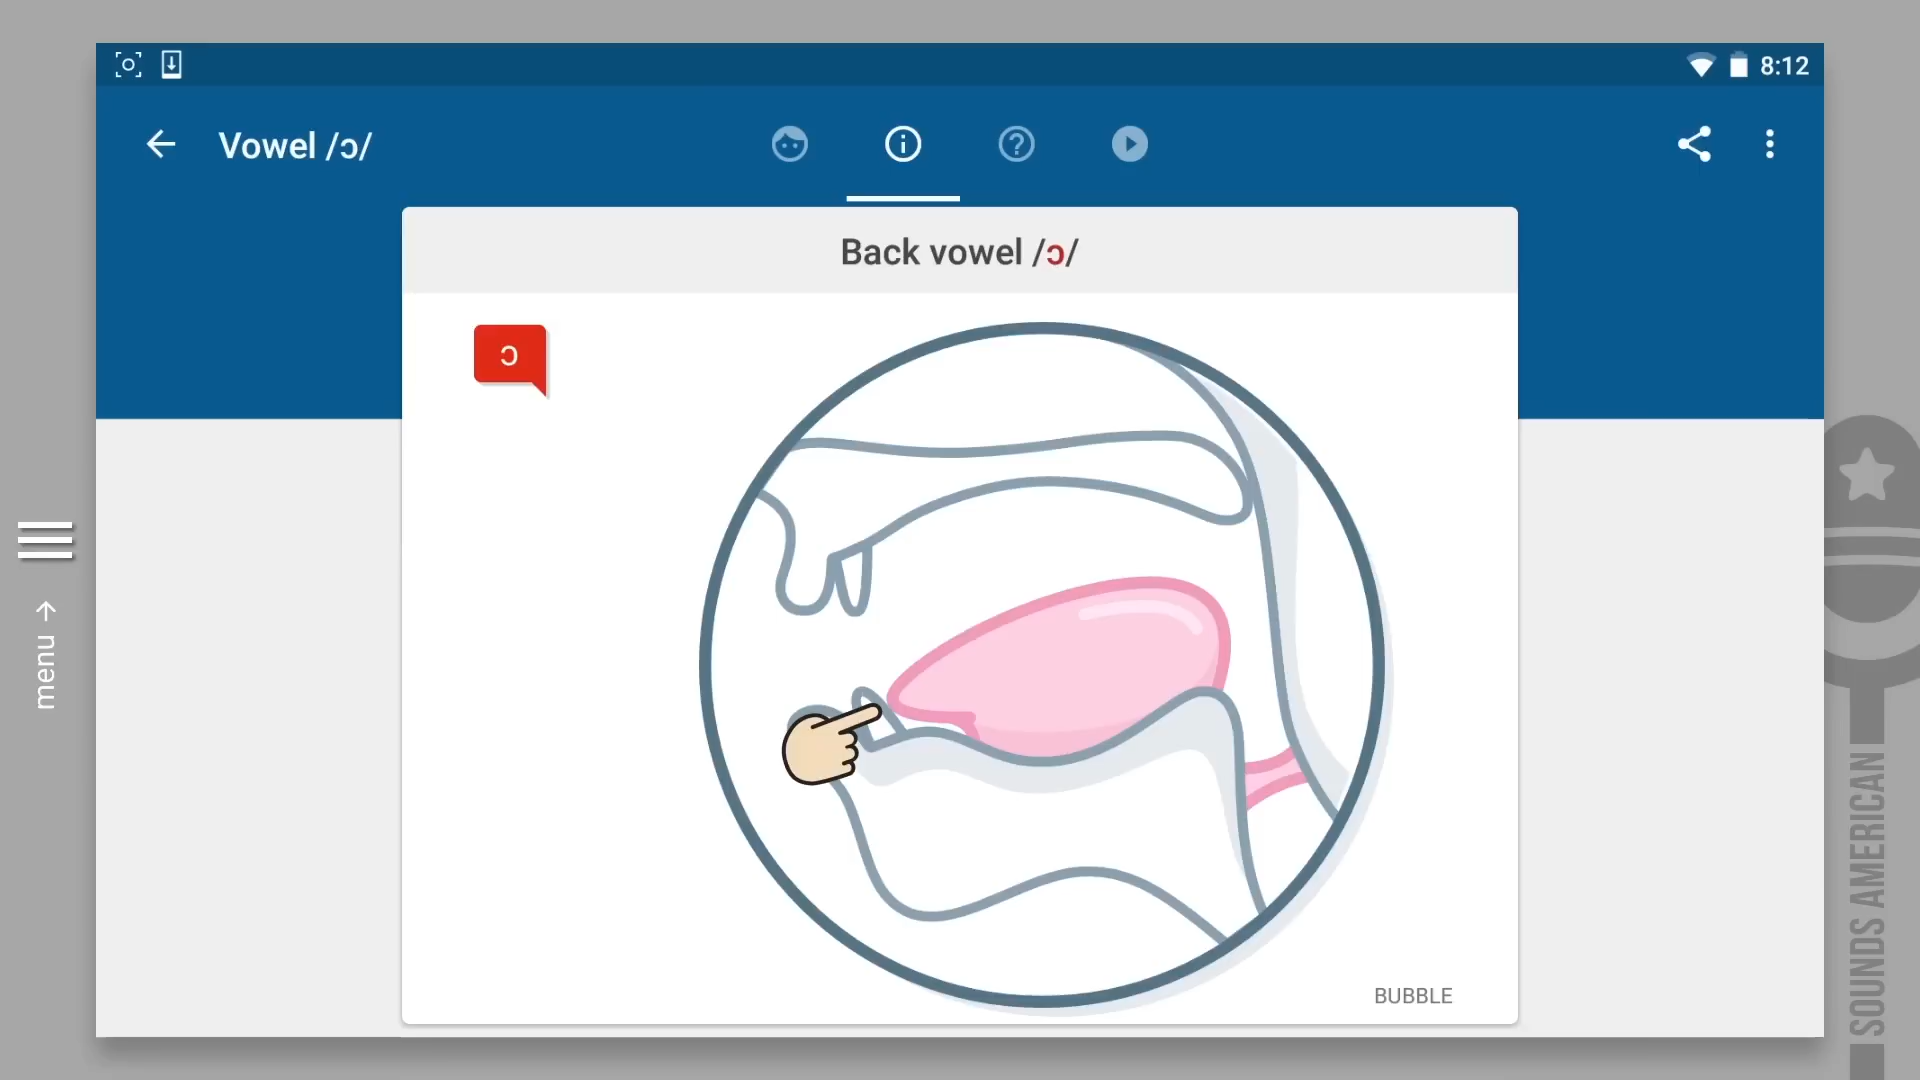 8:12
Vowel /ɔ/
Back vowel /ɔ/
ɔ
menu
BUBBLE
SOUNDS AMERICAN